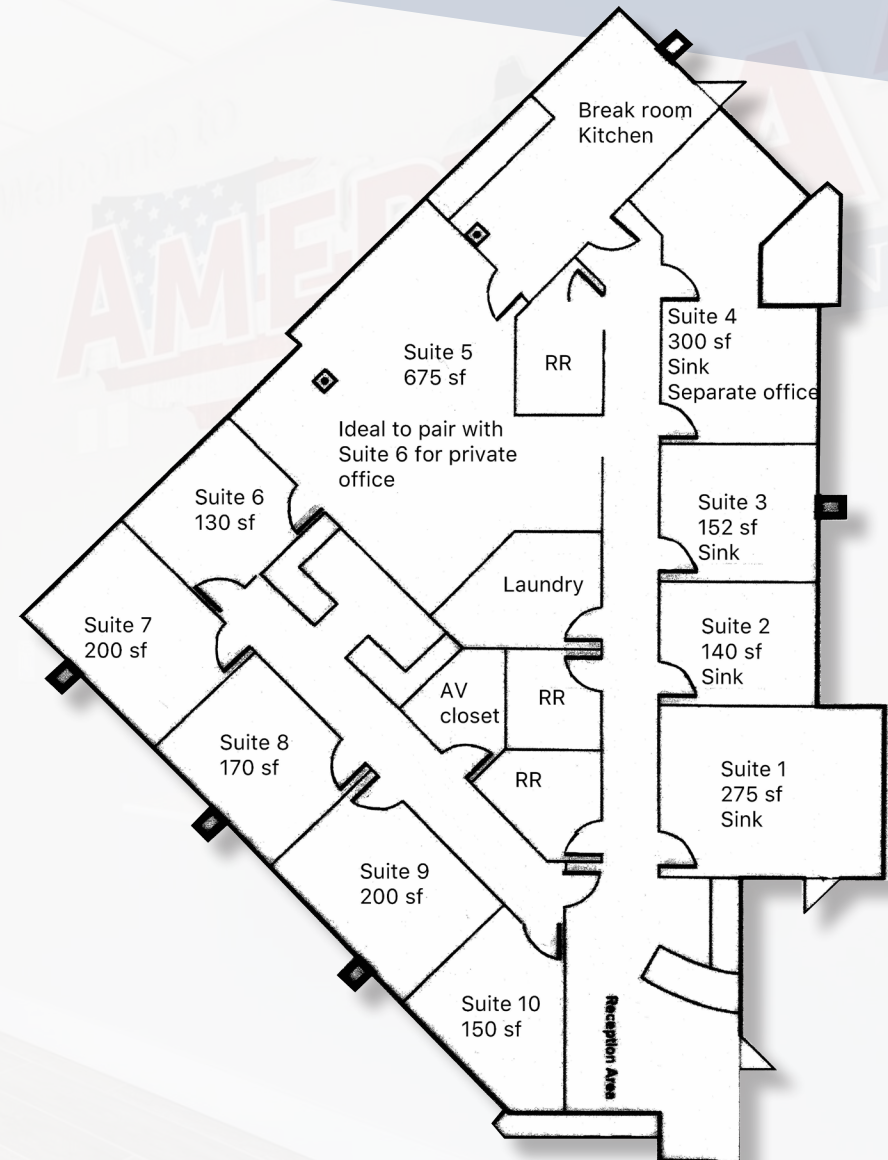 Break room
Kitchen
Suite 4
300 sf
Sink
Separate office
Suite 5
675 sf
RR
Ideal to pair with
Suite 6 for private
office
Suite 6
130 sf
Suite 3
152 sf
Sink
Laundry
Suite 7
200 sf
Suite 2
140 sf
Sink
AV
closet
RR
Suite 8
170 sf
RR
Suite 1
275 sf
Sink
Suite 9
200 sf
Suite 10
150 sf
Reception Area